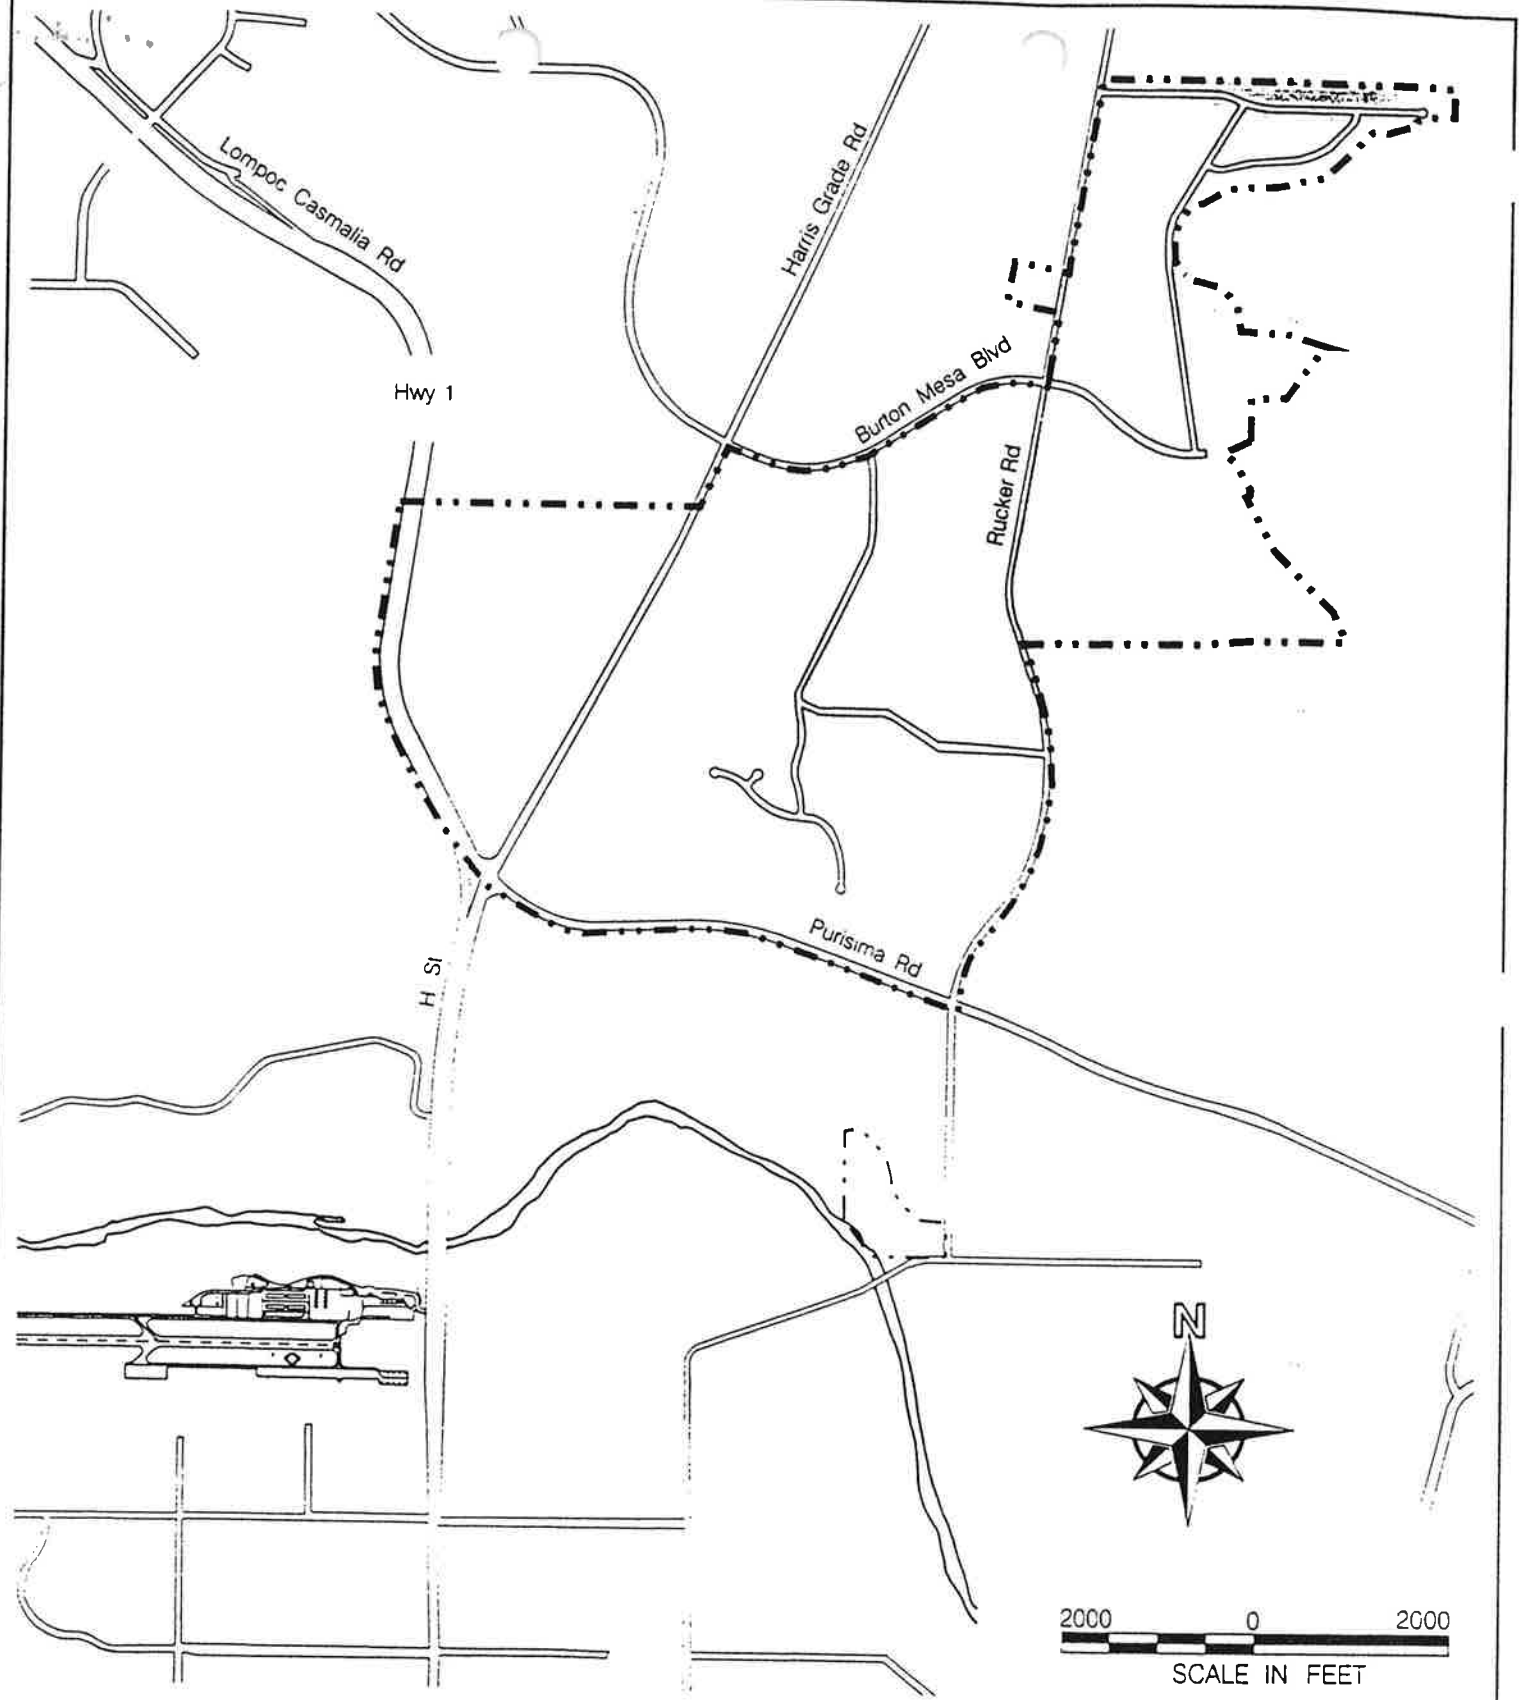 Lompoc Casmalia Rd
Harris Grade Rd
Hwy 1
Burton Mesa Blvd
Rucker Rd
Purisima Rd
H St
N
2000 0 2000
SCALE IN FEET